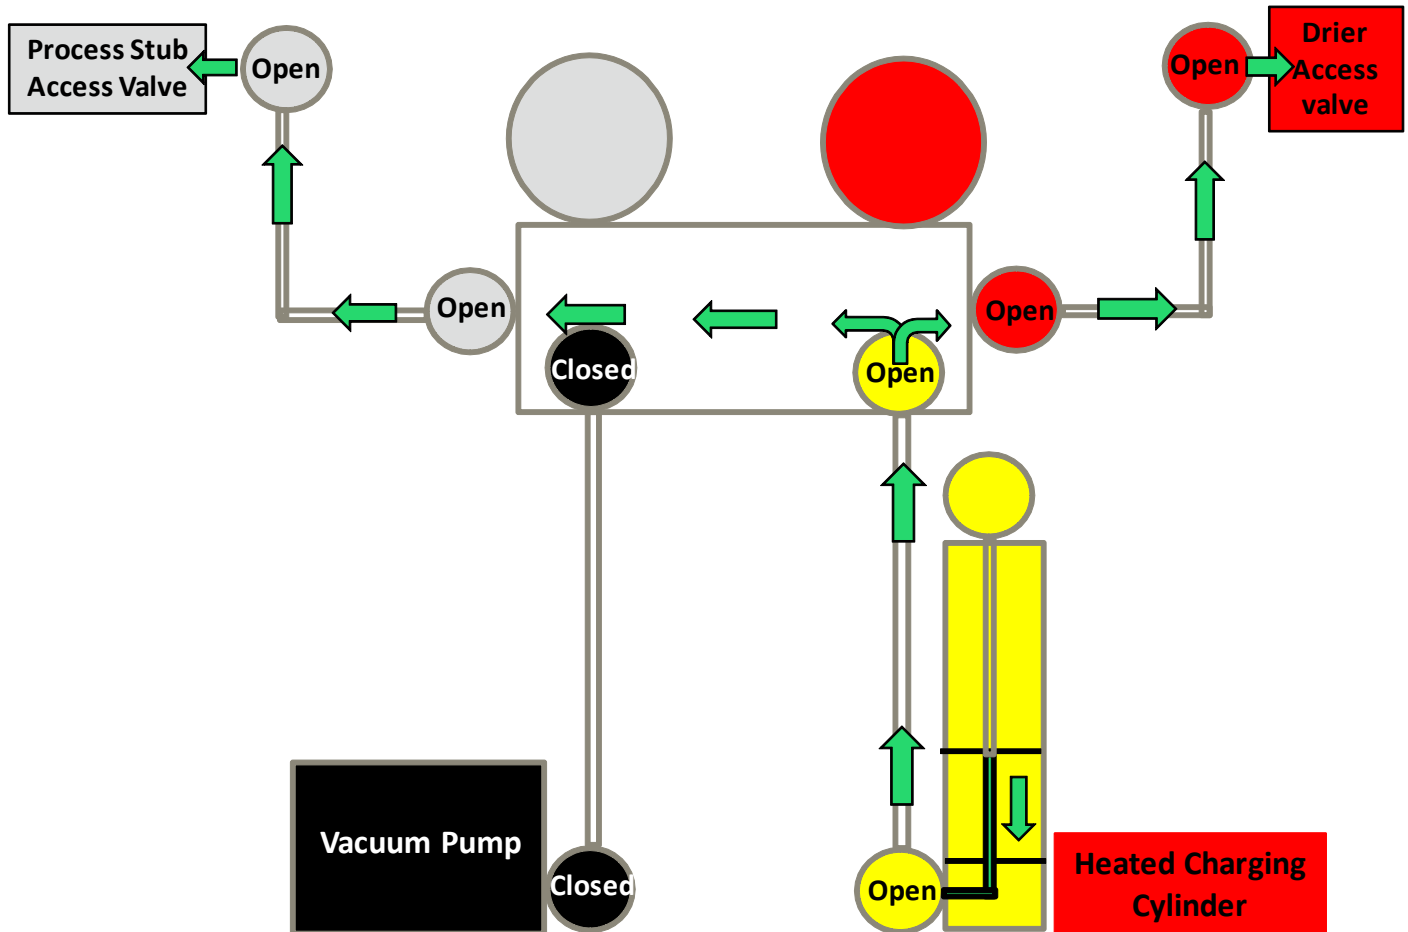 Process Stub
Access Valve
Open
Open
Drier
Access
valve
Open
Open
Closed
Open
Vacuum Pump
Closed
Open
Heated Charging
Cylinder